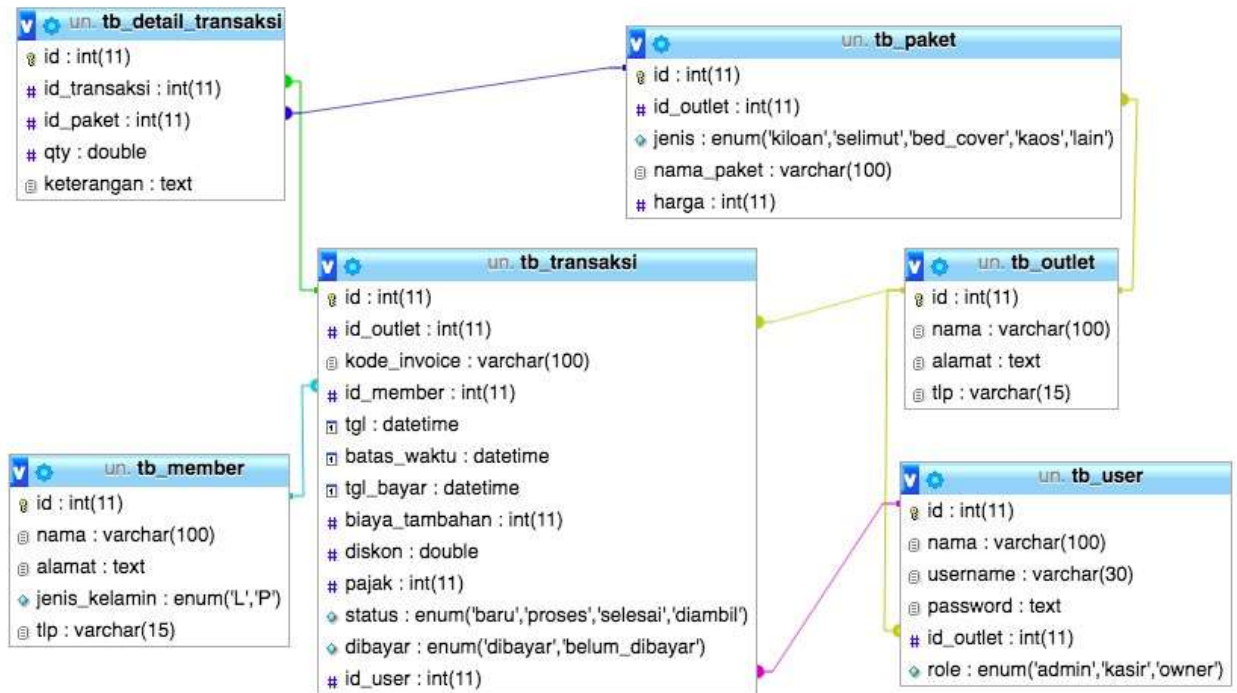 un. tb_detail_transaksi
id : int(11)
# id_transaksi : int(11)
# id_paket : int(11)
# qty : double
keterangan : text
un. tb_paket
id : int(11)
# id_outlet : int(11)
jenis : enum('kiloan','selimut','bed_cover','kaos','lain')
nama_paket : varchar(100)
# harga : int(11)
un. tb_transaksi
id : int(11)
# id_outlet : int(11)
kode_invoice : varchar(100)
# id_member : int(11)
tgl : datetime
batas_waktu : datetime
tgl_bayar : datetime
# biaya_tambahan : int(11)
# diskon : double
# pajak : int(11)
status : enum('baru','proses','selesai','diambil')
dibayar : enum('dibayar','belum_dibayar')
# id_user : int(11)
un. tb_outlet
id : int(11)
nama : varchar(100)
alamat : text
tlp : varchar(15)
un. tb_member
id : int(11)
nama : varchar(100)
alamat : text
jenis_kelamin : enum('L','P')
tlp : varchar(15)
un. tb_user
id : int(11)
nama : varchar(100)
username : varchar(30)
password : text
# id_outlet : int(11)
role : enum('admin','kasir','owner')